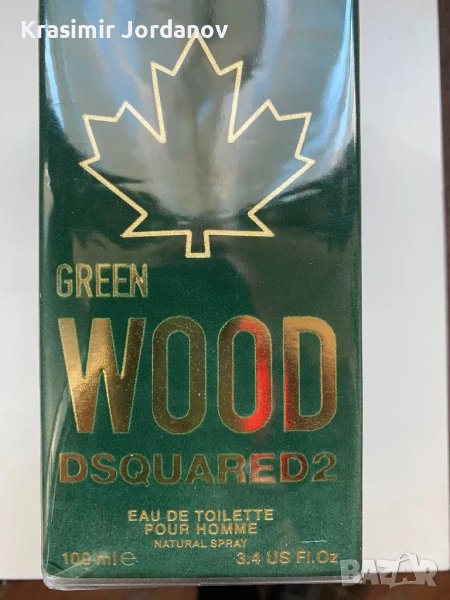 Krasimir Jordanov
GREEN
WOOD
DSQUARED2
EAU DE TOILETTE
POUR HOMME
NATURAL SPRAY
100 ml ℮ 3.4 US Fl.Oz
BAZAR